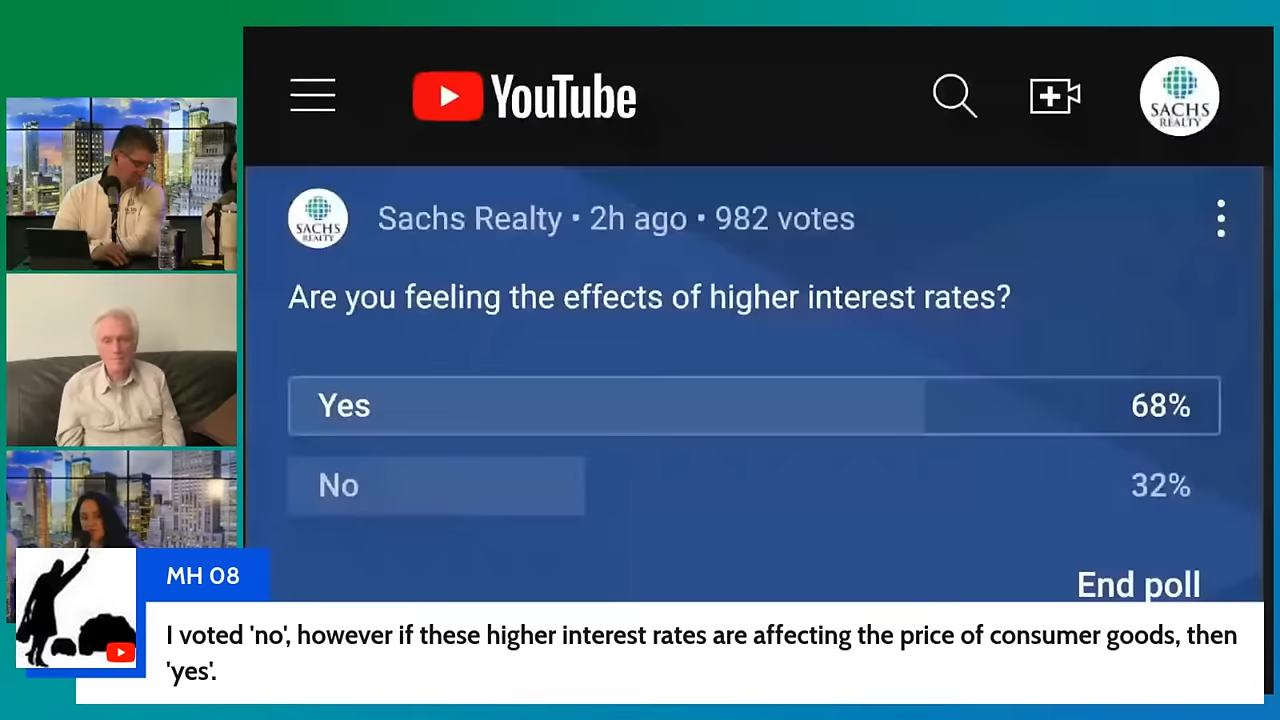 YouTube
SACHS
REALTY
SACHS
REALTY
Sachs Realty • 2h ago • 982 votes
Are you feeling the effects of higher interest rates?
Yes 68%
No 32%
End poll
MH 08
I voted 'no', however if these higher interest rates are affecting the price of consumer goods, then
'yes'.